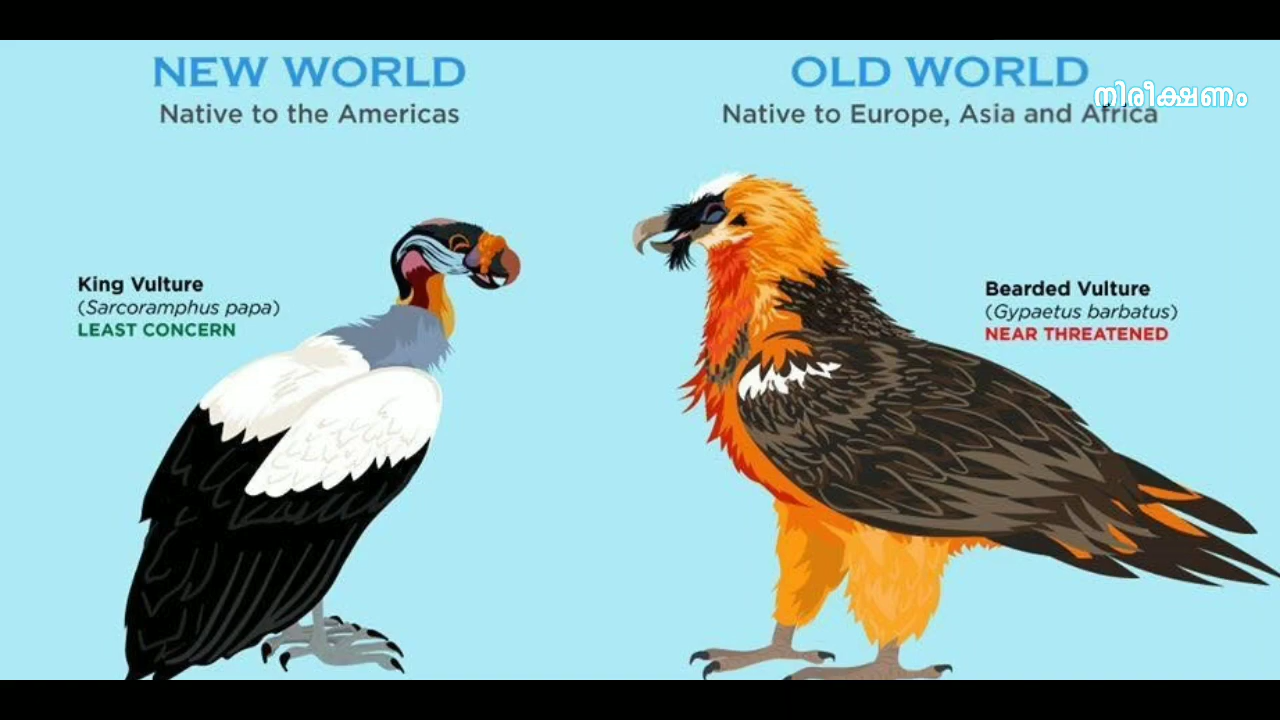 NEW WORLD
Native to the Americas
King Vulture
(Sarcoramphus papa)
LEAST CONCERN
OLD WORLD
നിരീക്ഷണം
Native to Europe, Asia and Africa
Bearded Vulture
(Gypaetus barbatus)
NEAR THREATENED